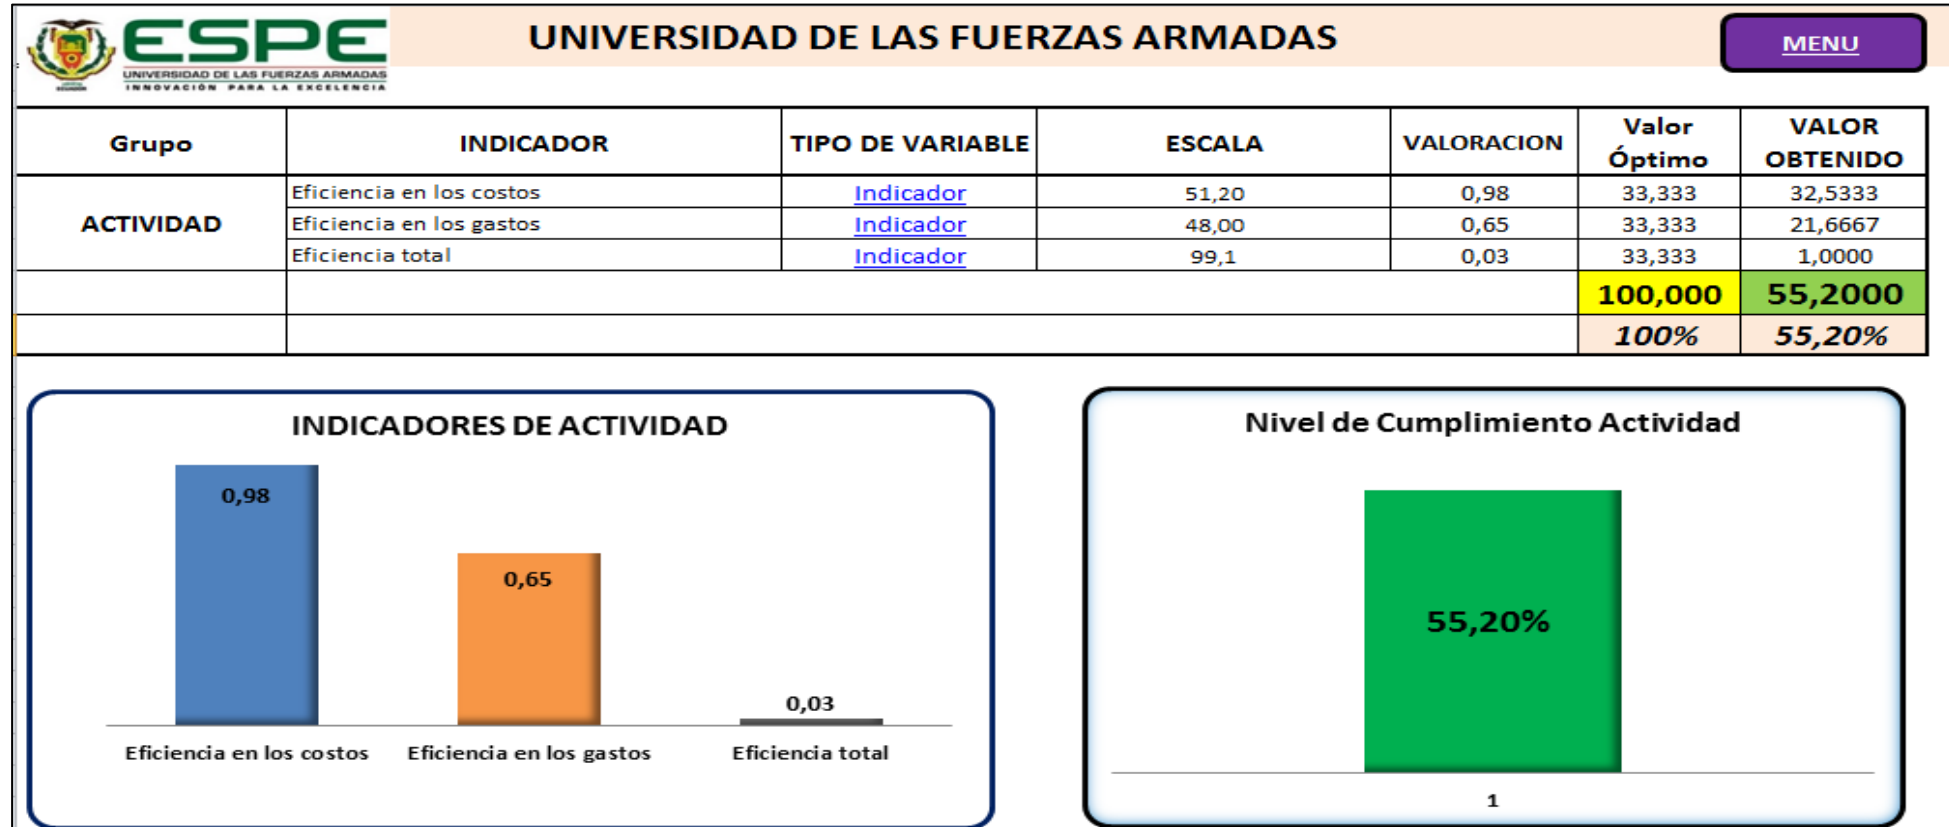 ESPE
UNIVERSIDAD DE LAS FUERZAS ARMADAS
INNOVACIÓN PARA LA EXCELENCIA
ECUADOR
UNIVERSIDAD DE LAS FUERZAS ARMADAS
MENU
Grupo INDICADOR TIPO DE VARIABLE ESCALA VALORACION Valor Óptimo VALOR OBTENIDO
ACTIVIDAD
Eficiencia en los costos Indicador 51,20 0,98 33,333 32,5333
Eficiencia en los gastos Indicador 48,00 0,65 33,333 21,6667
Eficiencia total Indicador 99,1 0,03 33,333 1,0000
100,000 55,2000
100% 55,20%
INDICADORES DE ACTIVIDAD
0,98
0,65
0,03
Eficiencia en los costos Eficiencia en los gastos Eficiencia total
Nivel de Cumplimiento Actividad
55,20%
1